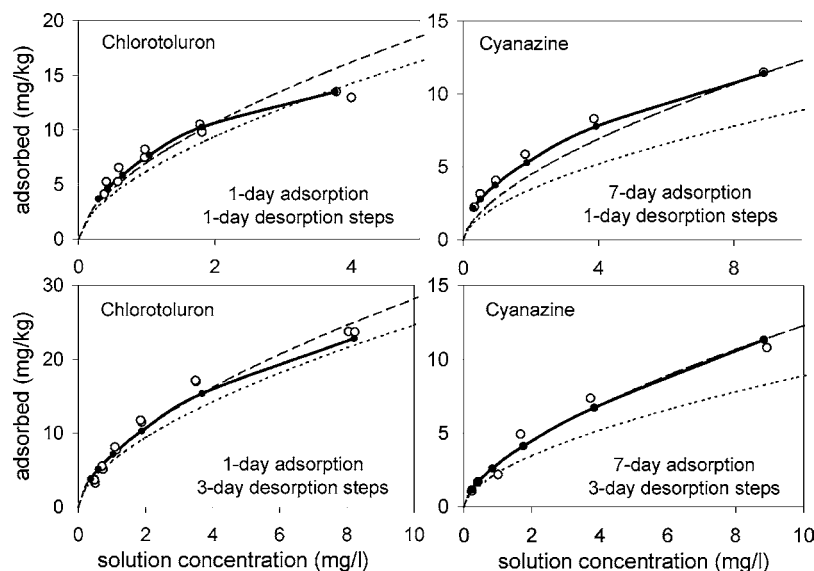 Chlorotoluron
adsorbed (mg/kg)
20
15
10
5
0
0
2
4
1-day adsorption
1-day desorption steps
Cyanazine
15
10
5
0
0
4
8
7-day adsorption
1-day desorption steps
Chlorotoluron
adsorbed (mg/kg)
30
20
10
0
0
2
4
6
8
10
1-day adsorption
3-day desorption steps
solution concentration (mg/l)
Cyanazine
15
10
5
0
0
2
4
6
8
10
7-day adsorption
3-day desorption steps
solution concentration (mg/l)